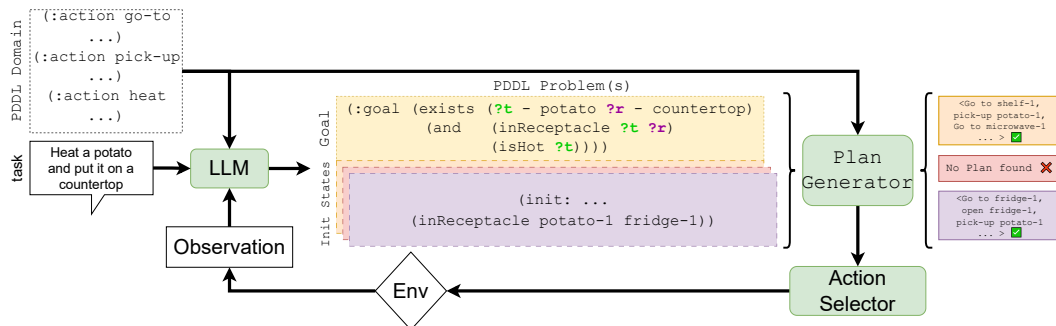 PDDL Domain
(:action go-to
...)
(:action pick-up
...)
(:action heat
...)
task
Heat a potato
and put it on a
countertop
LLM
Observation
PDDL Problem(s)
Goal
(:goal (exists (?t - potato ?r - countertop)
(and (inReceptacle ?t ?r)
(isHot ?t))))
Init States
(init: ...
(inReceptacle potato-1 fridge-1))
Env
Plan
Generator
Action
Selector
<Go to shelf-1,
pick-up potato-1,
Go to microwave-1
... >
No Plan found
<Go to fridge-1,
open fridge-1,
pick-up potato-1
... >